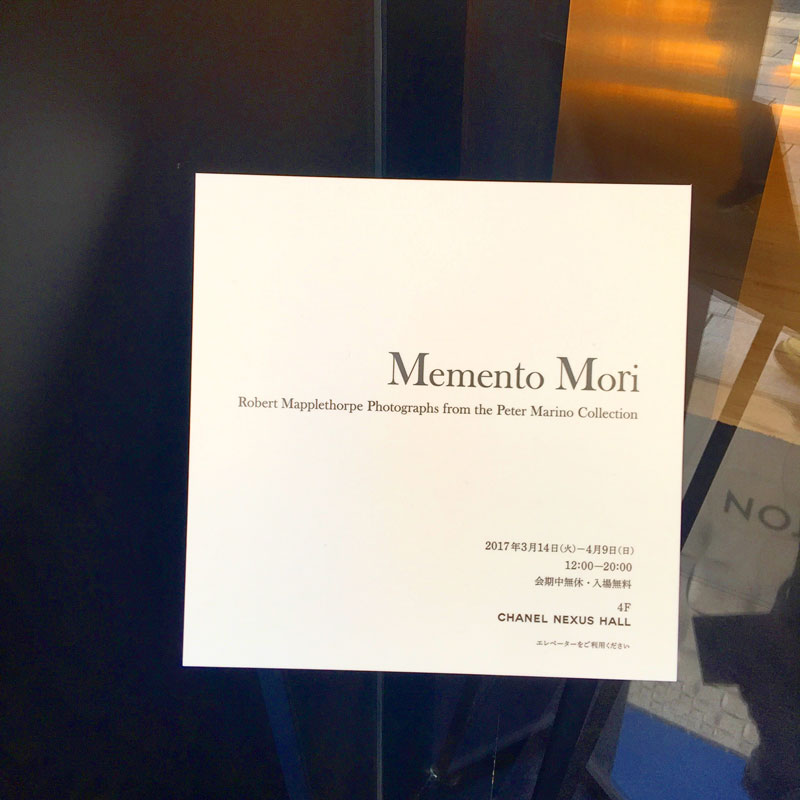 Memento Mori
Robert Mapplethorpe Photographs from the Peter Marino Collection
2017年3月14日(火)－4月9日(日)
12:00－20:00
会期中無休・入場無料
4F
CHANEL NEXUS HALL
エレベーターをご利用ください